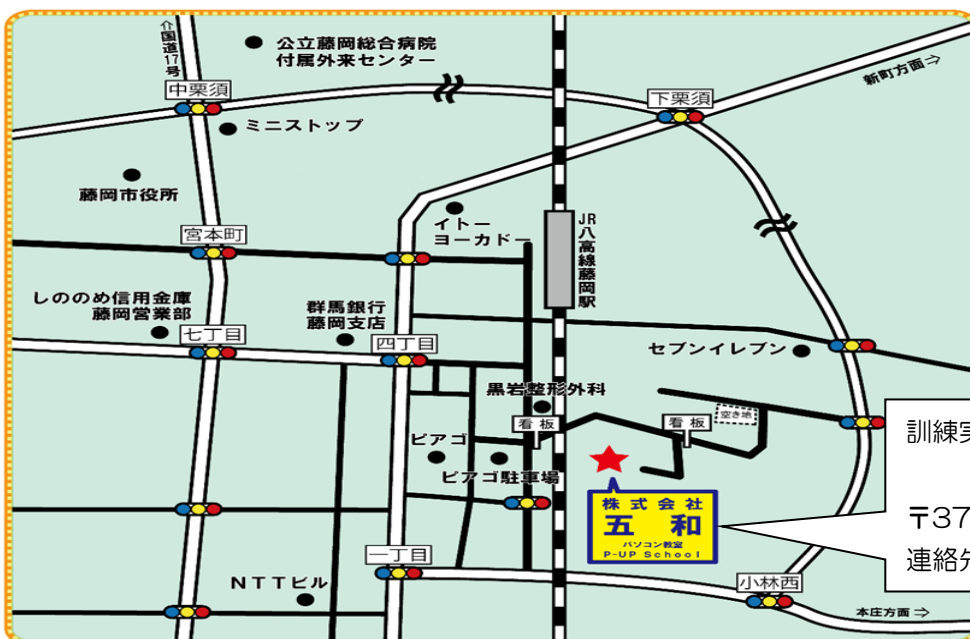 ⇧国道17号
公立藤岡総合病院
付属外来センター
新町方面⇨
中栗須
下栗須
ミニストップ
藤岡市役所
イトー
ヨーカドー
JR八高線藤岡駅
宮本町
しののめ信用金庫
藤岡営業部
群馬銀行
藤岡支店
七丁目
四丁目
セブンイレブン
黒岩整形外科
看板
看板
空き地
ピアゴ
ピアゴ駐車場
株式会社
五和
パソコン教室
P-UP School
訓練実
〒37
連絡先
一丁目
NTTビル
小林西
本庄方面⇨